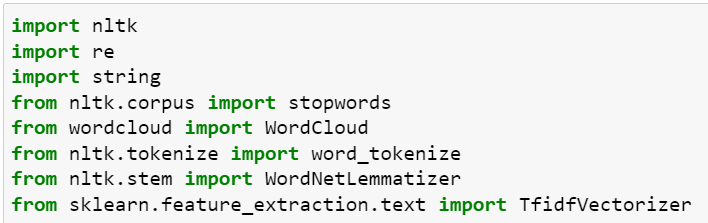 import nltk
import re
import string
from nltk.corpus import stopwords
from wordcloud import WordCloud
from nltk.tokenize import word_tokenize
from nltk.stem import WordNetLemmatizer
from sklearn.feature_extraction.text import TfidfVectorizer